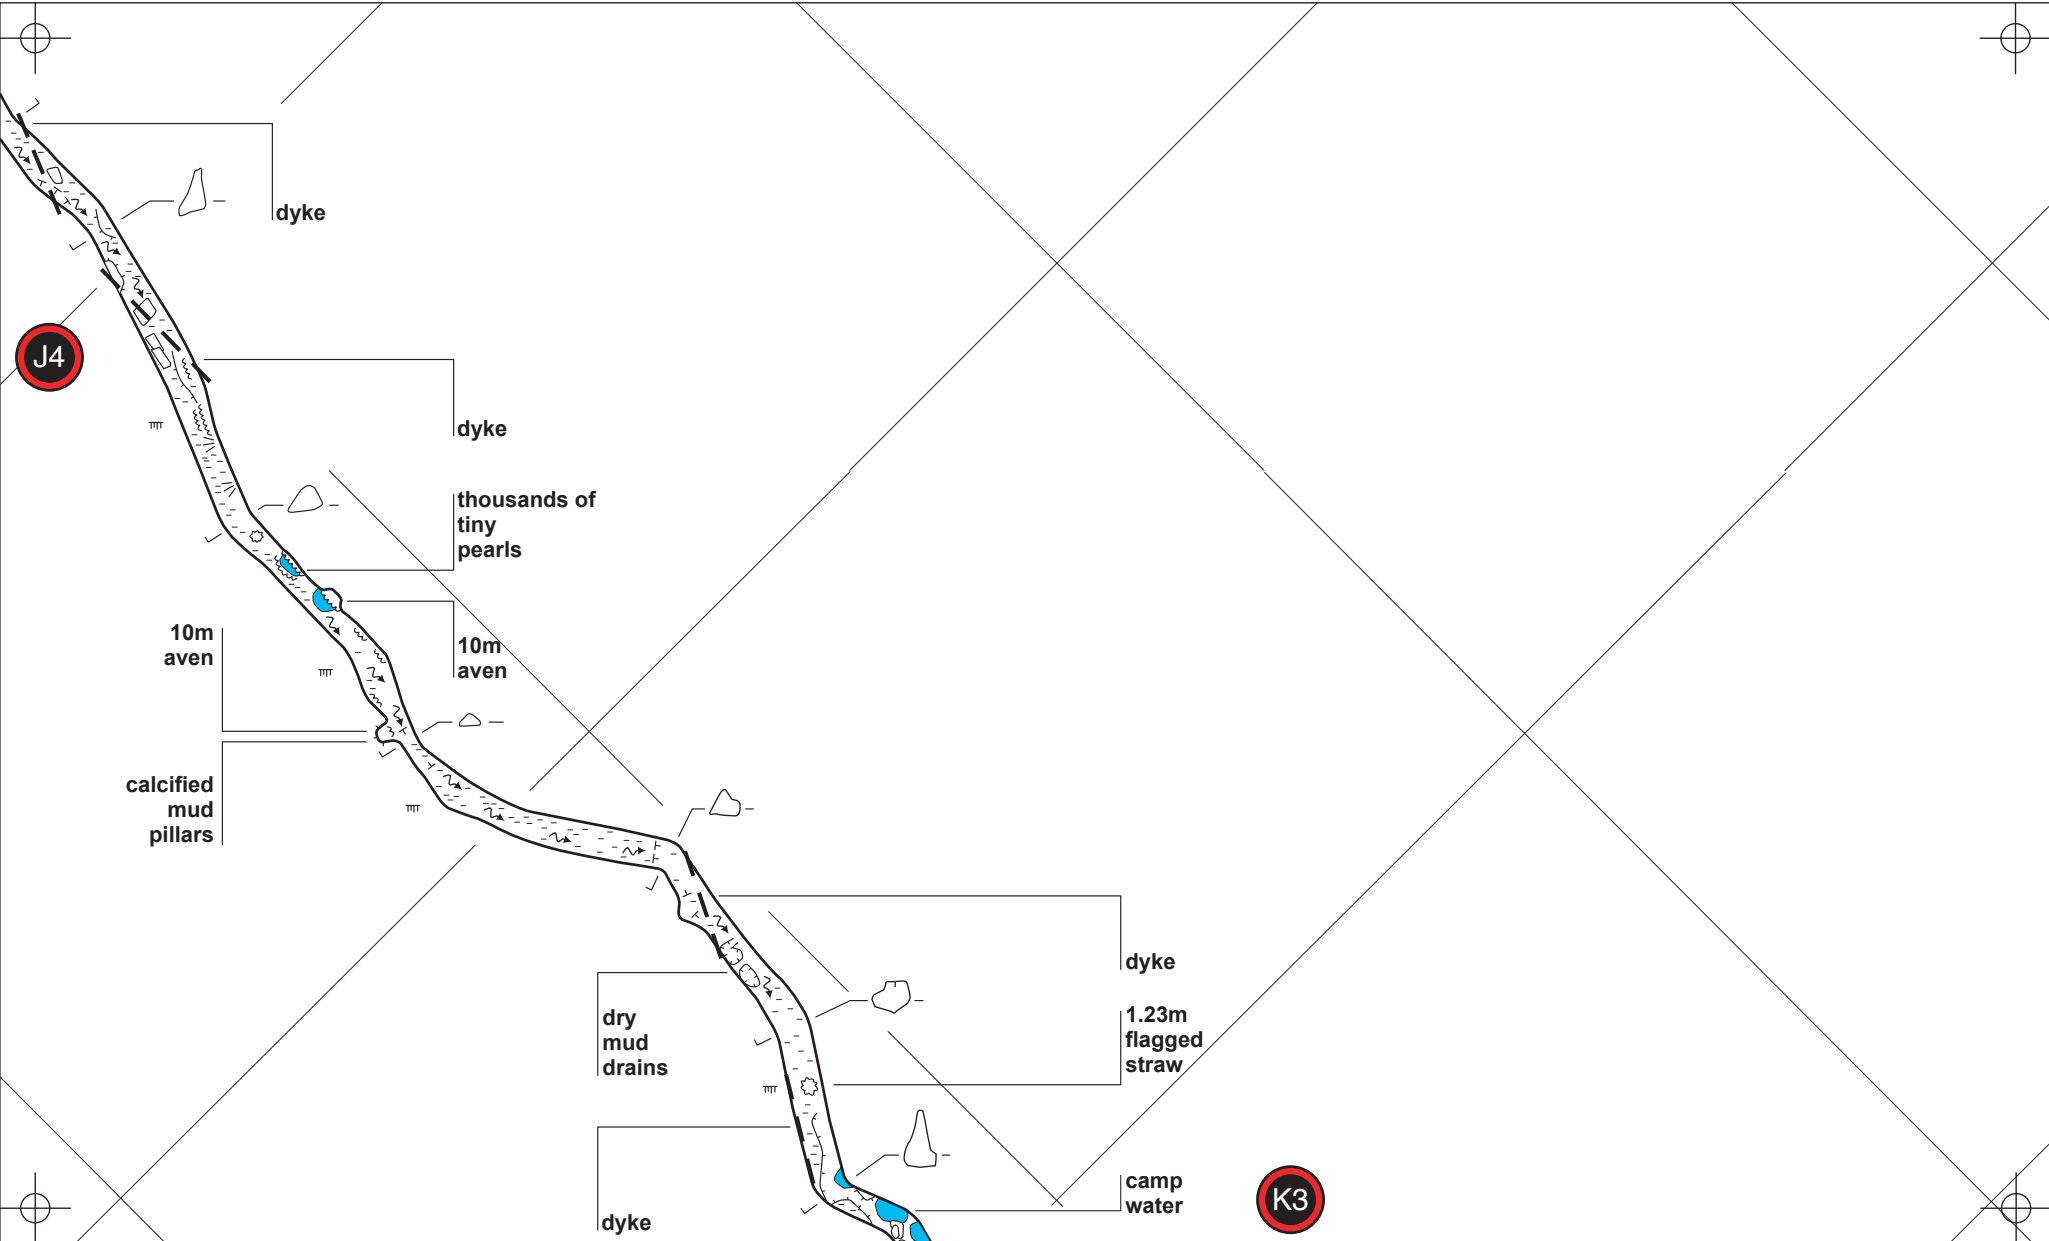 dyke
J4
dyke
thousands of
tiny
pearls
10m
aven
10m
aven
calcified
mud
pillars
dyke
dry
mud
drains
1.23m
flagged
straw
camp
water
K3
dyke